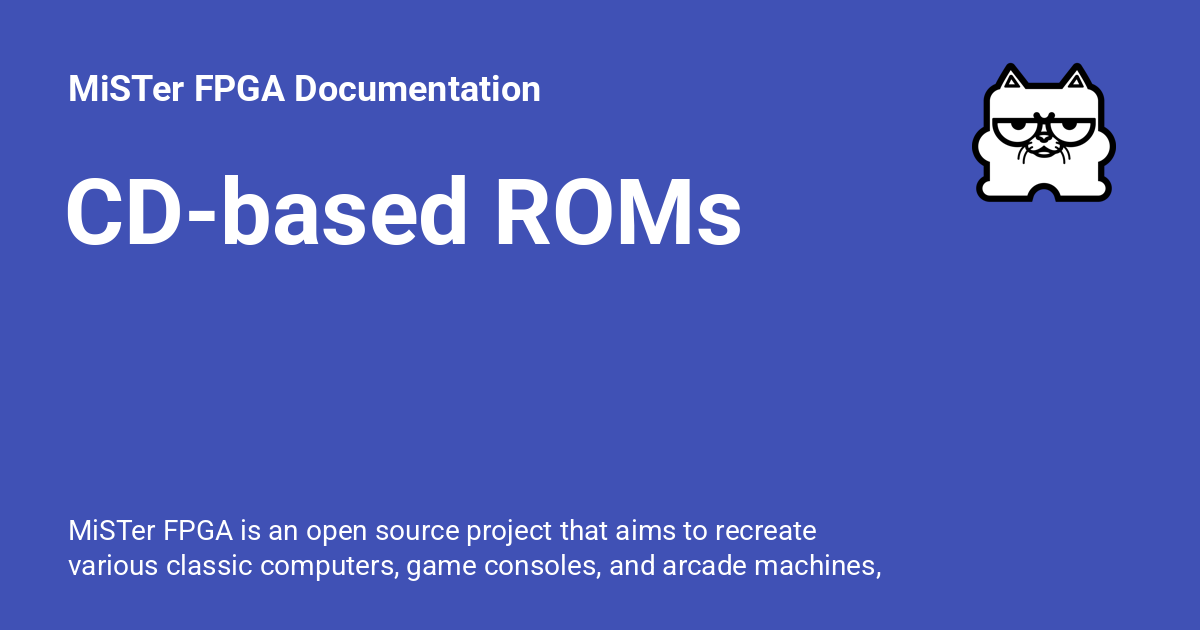 MiSTer FPGA Documentation
CD-based ROMs
MiSTer FPGA is an open source project that aims to recreate
various classic computers, game consoles, and arcade machines,